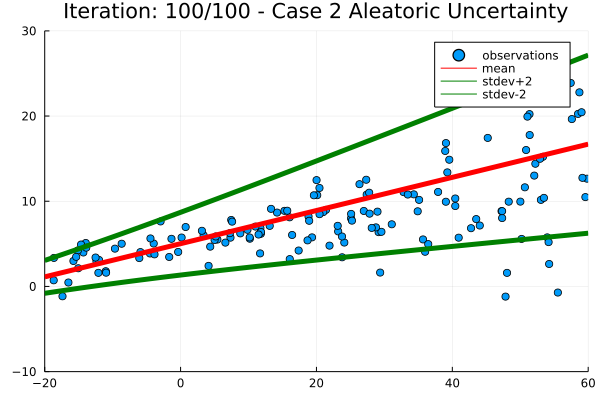 Iteration: 100/100 - Case 2 Aleatoric Uncertainty
30
observations
mean
stdev+2
stdev-2
20
10
0
−10
−20 0 20 40 60